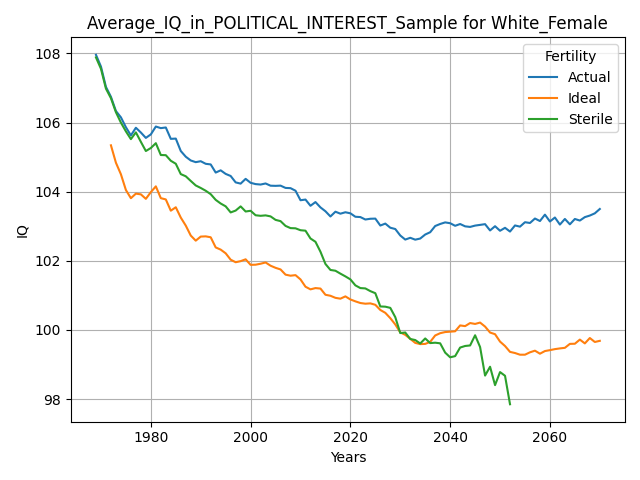 Average_IQ_in_POLITICAL_INTEREST_Sample for White_Female
Fertility
Actual
Ideal
Sterile
IQ
108
106
104
102
100
98
1980
2000
2020
2040
2060
Years